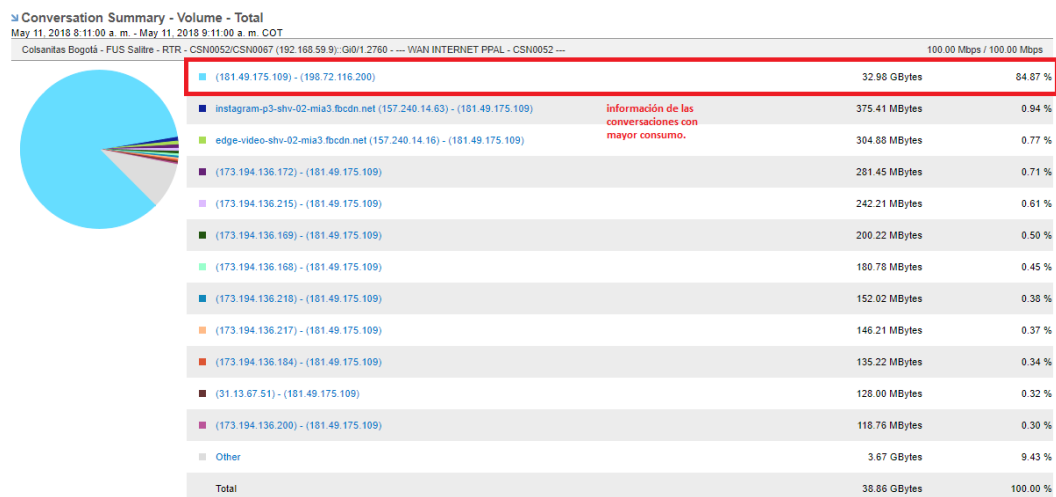 Conversation Summary - Volume - Total
May 11, 2018 8:11:00 a. m. - May 11, 2018 9:11:00 a. m. COT
Colsanitas Bogotá - FUS Salitre - RTR - CSN0052/CSN0067 (192.168.59.9)::Gi0/1.2760 - --- WAN INTERNET PPAL - CSN0052 --- 100.00 Mbps / 100.00 Mbps
(181.49.175.109) - (198.72.116.200) 32.98 GBytes 84.87 %
instagram-p3-shv-02-mia3.fbcdn.net (157.240.14.63) - (181.49.175.109) 375.41 MBytes 0.94 %
información de las
conversaciones con
mayor consumo.
edge-video-shv-02-mia3.fbcdn.net (157.240.14.16) - (181.49.175.109) 304.88 MBytes 0.77 %
(173.194.136.172) - (181.49.175.109) 281.45 MBytes 0.71 %
(173.194.136.215) - (181.49.175.109) 242.21 MBytes 0.61 %
(173.194.136.169) - (181.49.175.109) 200.22 MBytes 0.50 %
(173.194.136.168) - (181.49.175.109) 180.78 MBytes 0.45 %
(173.194.136.218) - (181.49.175.109) 152.02 MBytes 0.38 %
(173.194.136.217) - (181.49.175.109) 146.21 MBytes 0.37 %
(173.194.136.184) - (181.49.175.109) 135.22 MBytes 0.34 %
(31.13.67.51) - (181.49.175.109) 128.00 MBytes 0.32 %
(173.194.136.200) - (181.49.175.109) 118.76 MBytes 0.30 %
Other 3.67 GBytes 9.43 %
Total 38.86 GBytes 100.00 %